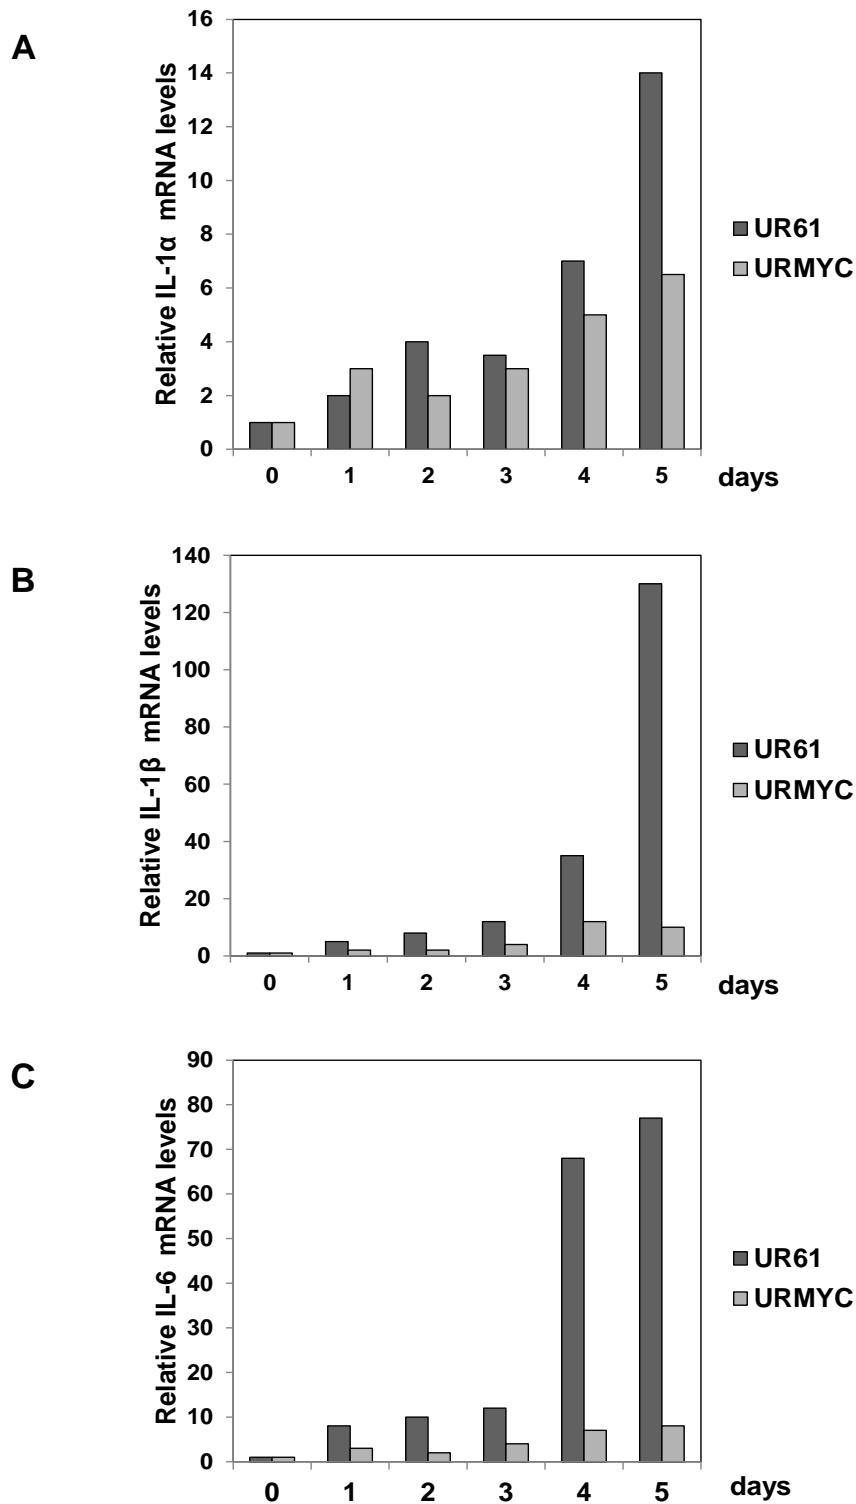 A
Relative IL-1α mRNA levels
16
14
12
10
8
6
4
2
0
0 1 2 3 4 5 days
UR61
URMYC
B
Relative IL-1β mRNA levels
140
120
100
80
60
40
20
0
0 1 2 3 4 5 days
UR61
URMYC
C
Relative IL-6 mRNA levels
90
80
70
60
50
40
30
20
10
0
0 1 2 3 4 5 days
UR61
URMYC